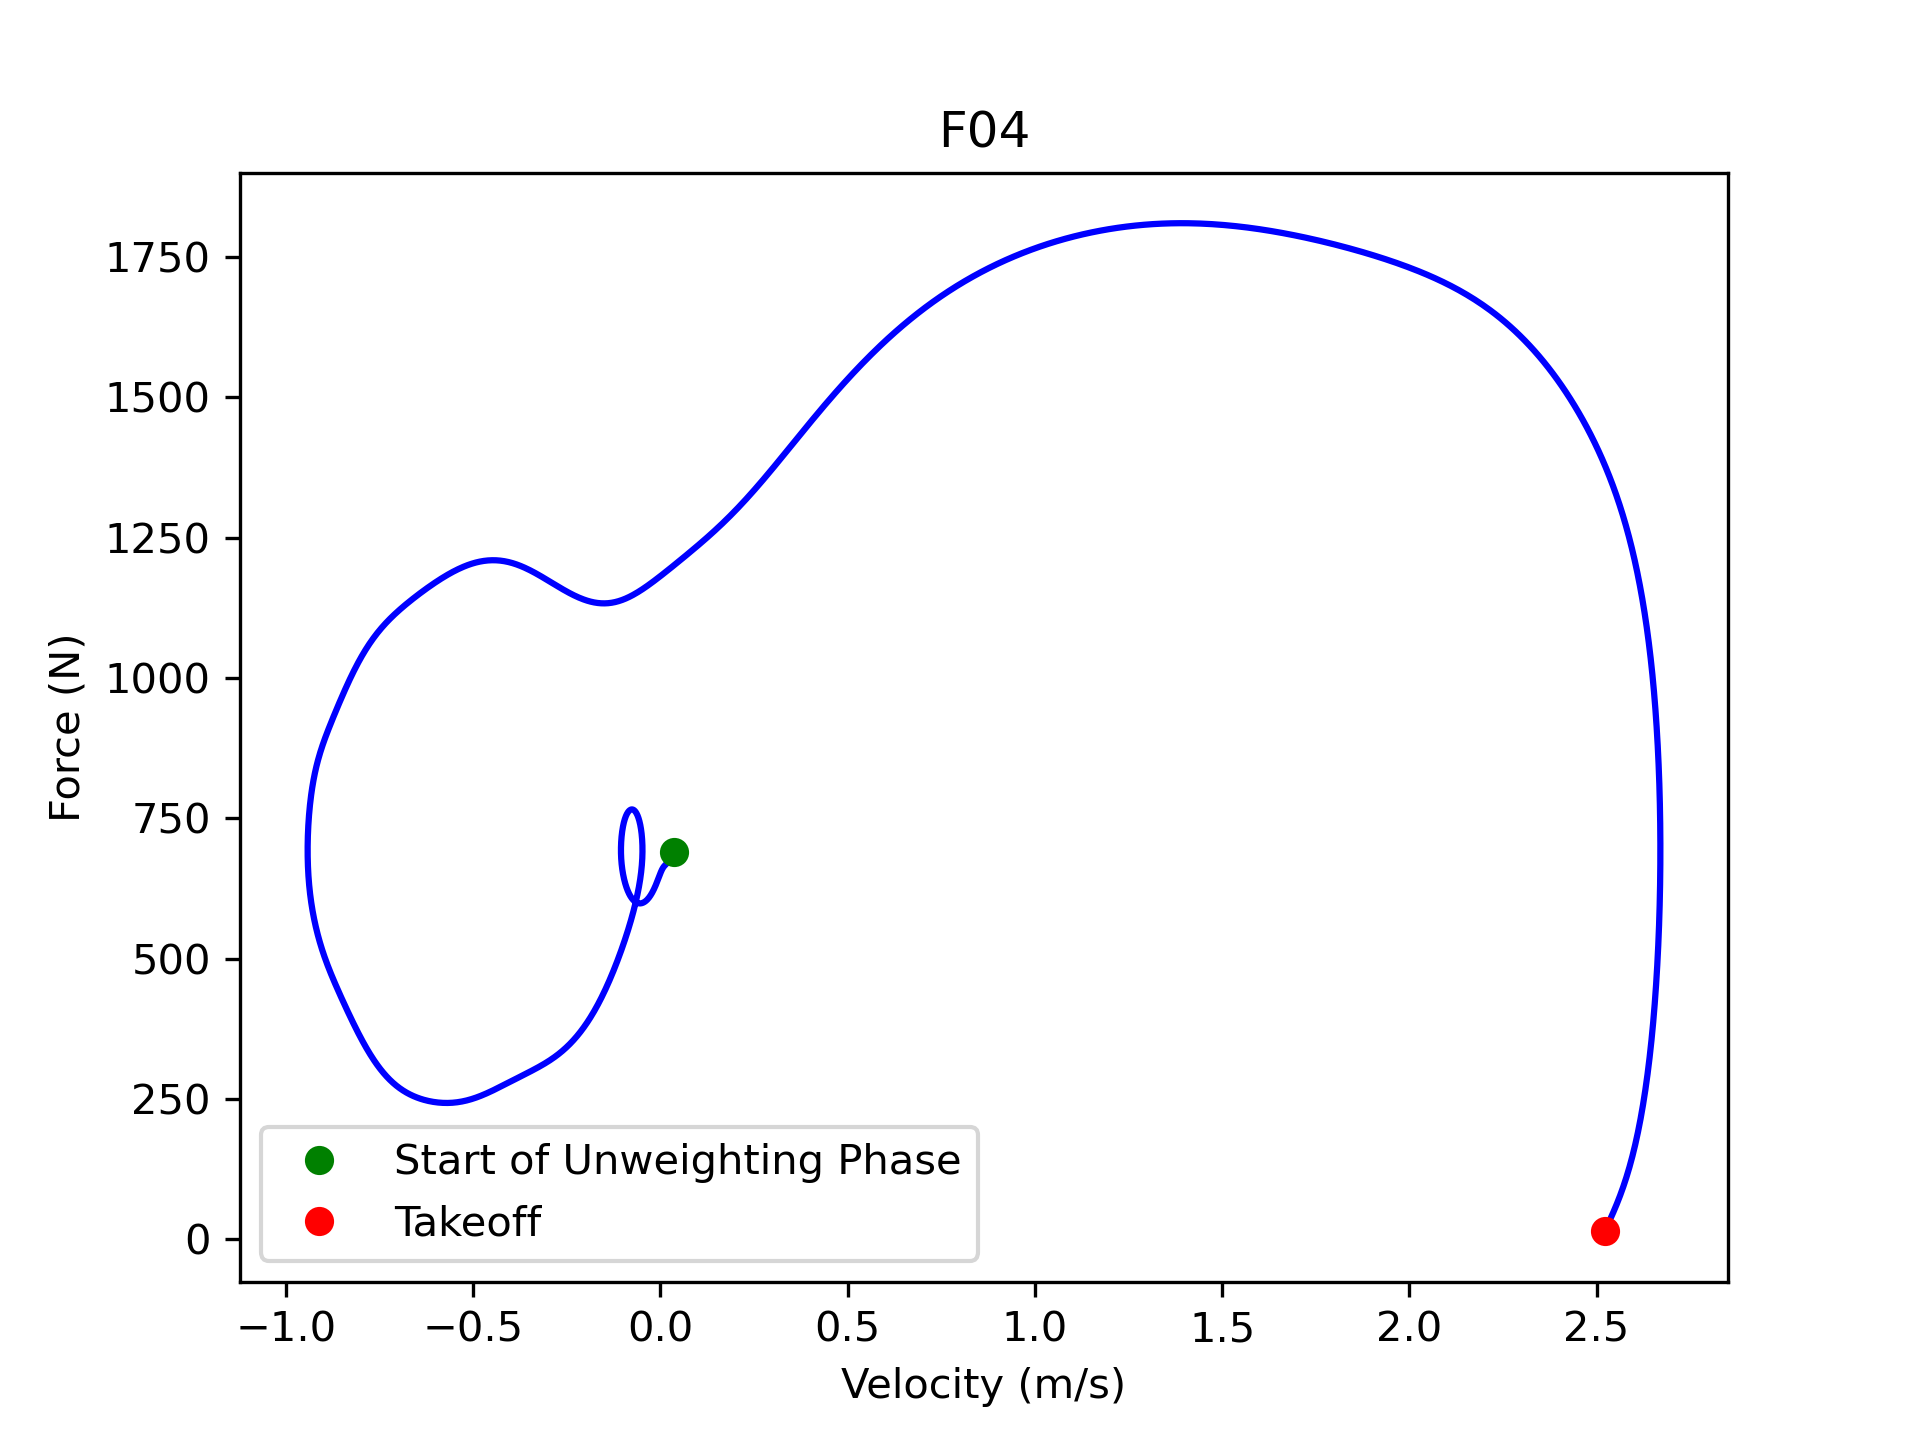 F04
1750
1500
1250
1000
750
500
250
0
Force (N)
Start of Unweighting Phase
Takeoff
−1.0 −0.5 0.0 0.5 1.0 1.5 2.0 2.5
Velocity (m/s)